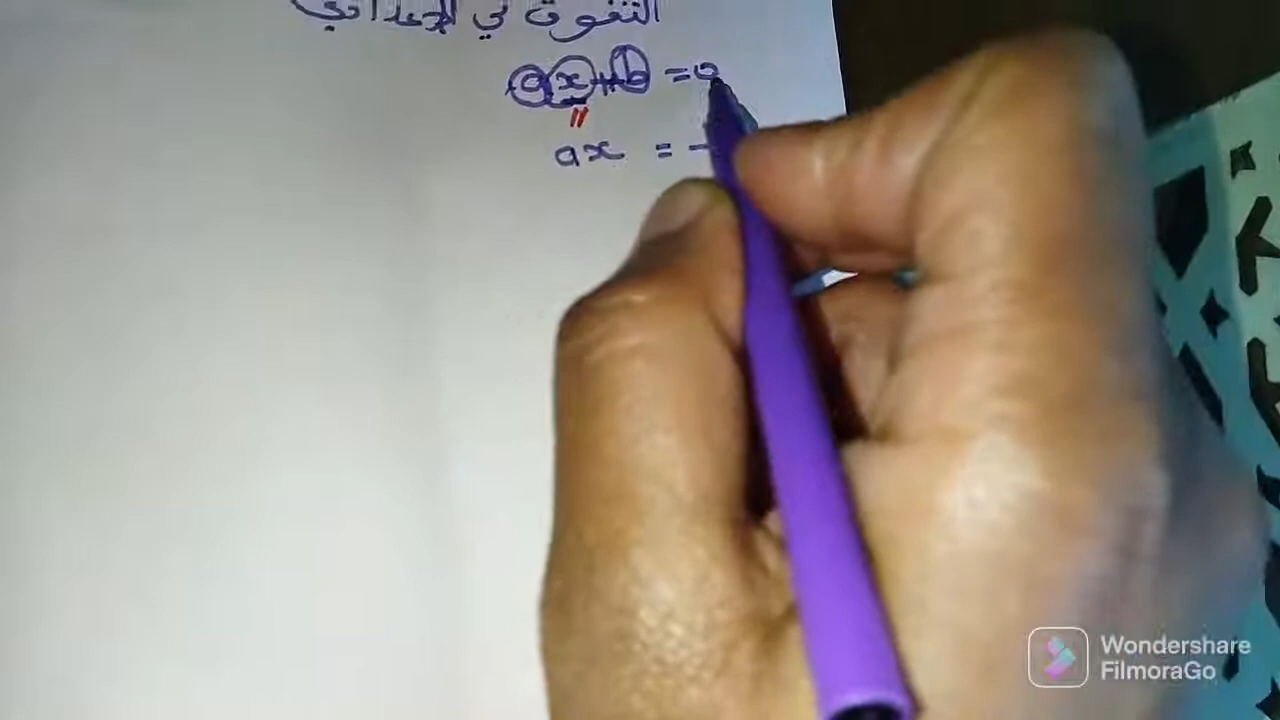 التفوق في الإعدادي
ax+b =0
ax = -
Wondershare
FilmoraGo